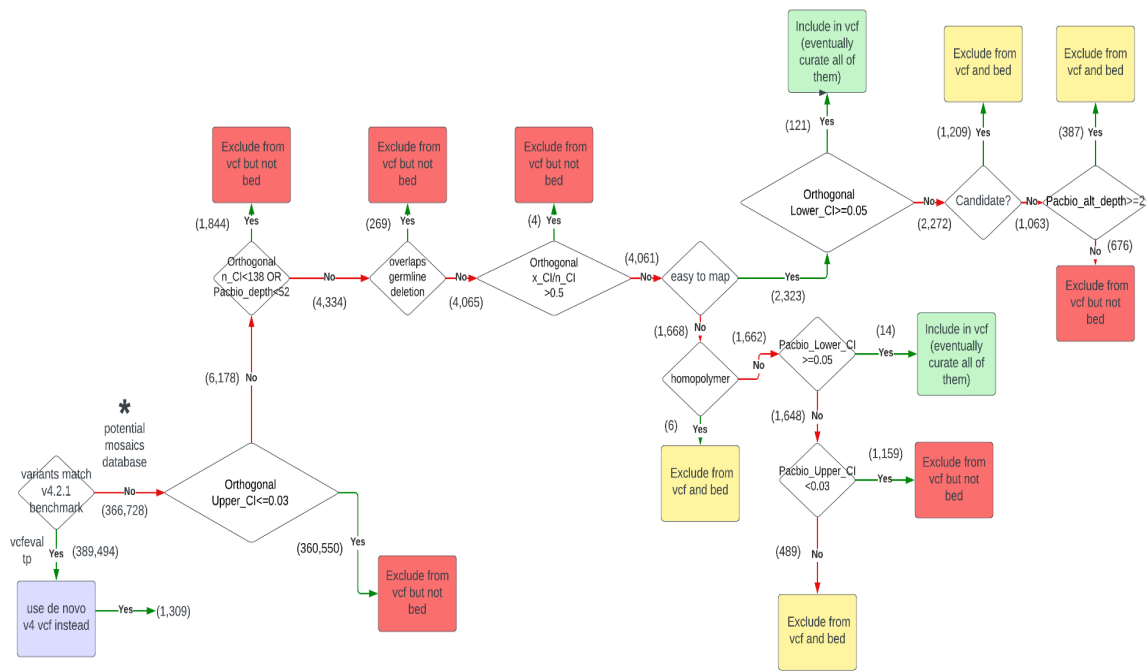 Include in vcf
(eventually
curate all of
them)
Exclude from
vcf and bed
Exclude from
vcf and bed
(121)
Yes
(1,209)
Yes
(387)
Yes
Exclude from
vcf but not
bed
Exclude from
vcf but not
bed
Exclude from
vcf but not
bed
Orthogonal
Lower_CI>=0.05
No
(2,272)
Candidate?
No
(1,063)
Pacbio_alt_depth>=2
(676)
No
Exclude from
vcf but not
bed
(1,844)
Yes
(269)
Yes
(4)
Yes
Orthogonal
n_CI<138 OR
Pacbio_depth<52
No
(4,334)
overlaps
germline
deletion
No
(4,065)
Orthogonal
x_CI/n_CI
>0.5
(4,061)
No
easy to map
Yes
(2,323)
(1,668)
No
homopolymer
(1,662)
No
Pacbio_Lower_CI
>=0.05
(14)
Yes
Include in vcf
(eventually
curate all of
them)
(6)
Yes
Exclude from
vcf and bed
(1,648)
No
Pacbio_Upper_CI
<0.03
(1,159)
Yes
Exclude from
vcf but not
bed
(489)
No
Exclude from
vcf and bed
(6,178)
No
*
potential
mosaics
database
variants match
v4.2.1
benchmark
No
(366,728)
Orthogonal
Upper_CI<=0.03
(360,550)
Yes
Exclude from
vcf but not
bed
vcfeval
tp
Yes
(389,494)
use de novo
v4 vcf instead
Yes
(1,309)